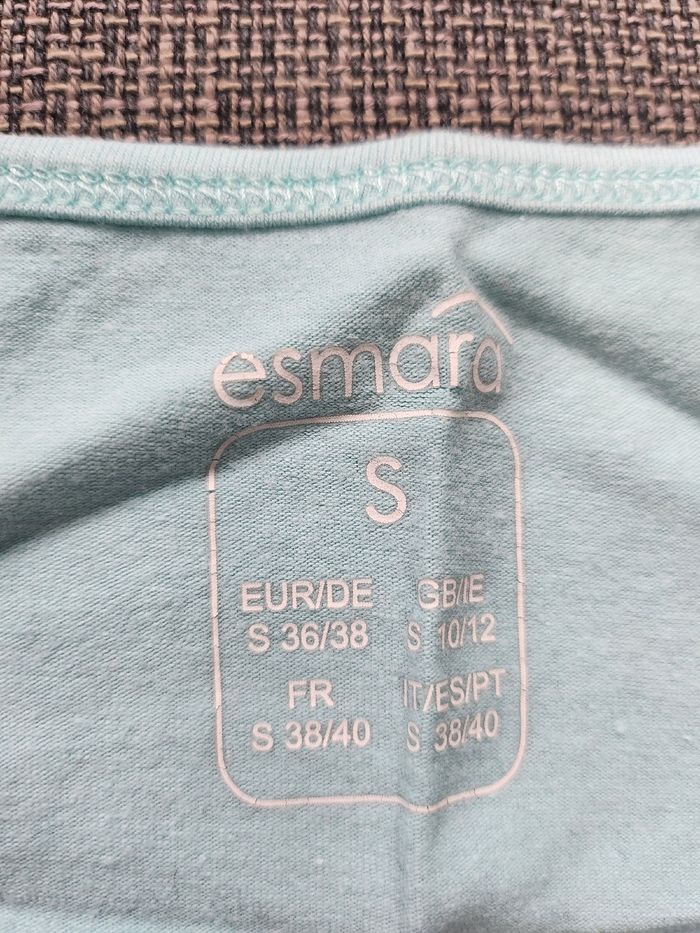 esmara
S
EUR/DE GB/IE
S 36/38 S 10/12
FR IT/ES/PT
S 38/40 S 38/40